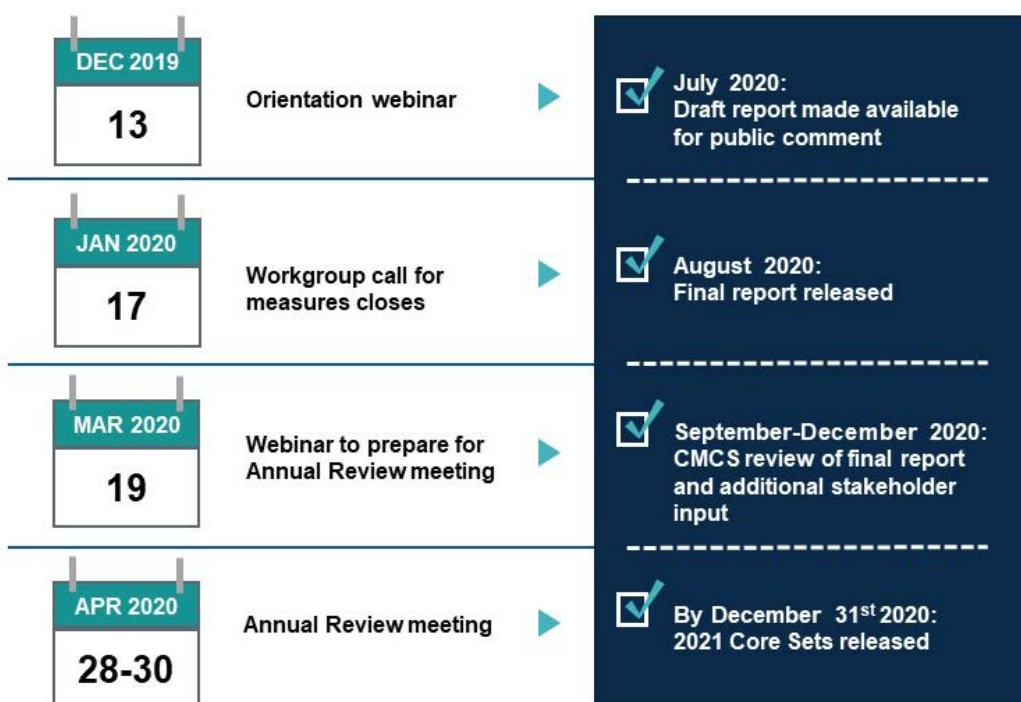 DEC 2019
13
Orientation webinar
July 2020:
Draft report made available
for public comment
JAN 2020
17
Workgroup call for
measures closes
August 2020:
Final report released
MAR 2020
19
Webinar to prepare for
Annual Review meeting
September-December 2020:
CMCS review of final report
and additional stakeholder
input
APR 2020
28-30
Annual Review meeting
By December 31st 2020:
2021 Core Sets released